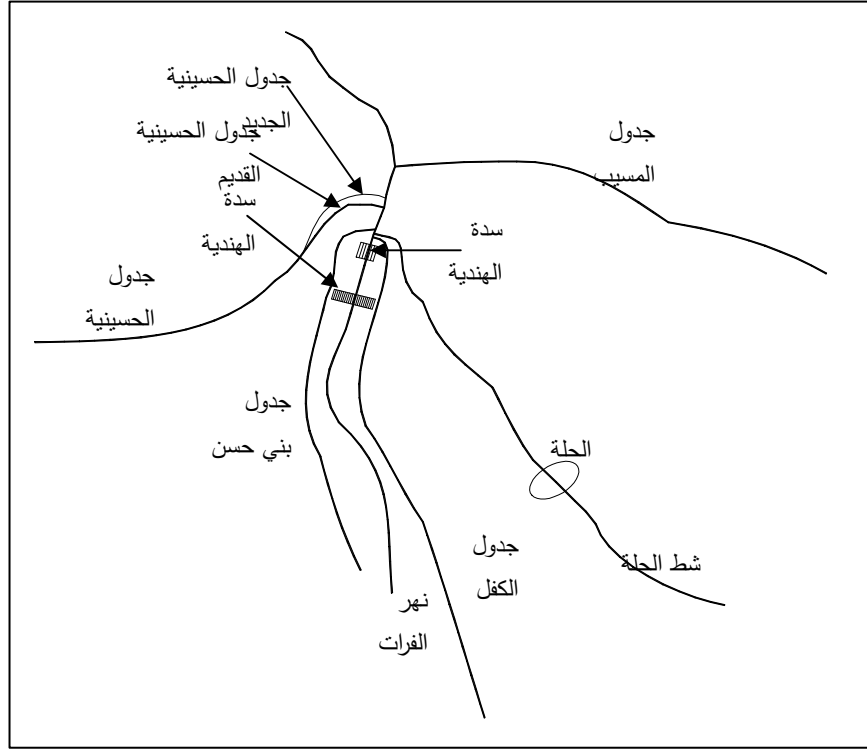 جدول الحسينية
الجديد
جدول الحسينية
القديم
سدة
الهندية
جدول
المسيب
سدة
الهندية
جدول
الحسينية
جدول
بني حسن
الحلة
جدول
الكفل
شط الحلة
نهر
الفرات